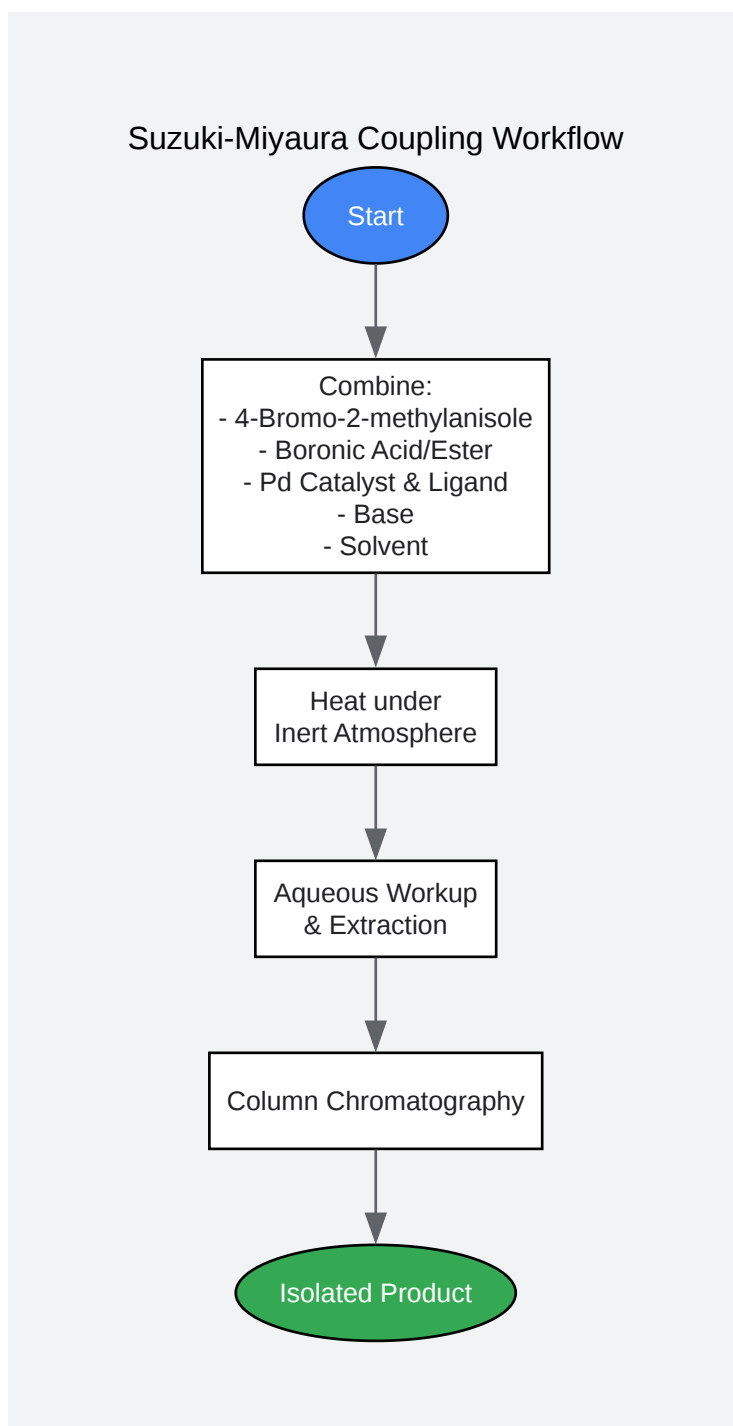 Suzuki-Miyaura Coupling Workflow
Start
Combine:
- 4-Bromo-2-methylanisole
- Boronic Acid/Ester
- Pd Catalyst & Ligand
- Base
- Solvent
Heat under
Inert Atmosphere
Aqueous Workup
& Extraction
Column Chromatography
Isolated Product